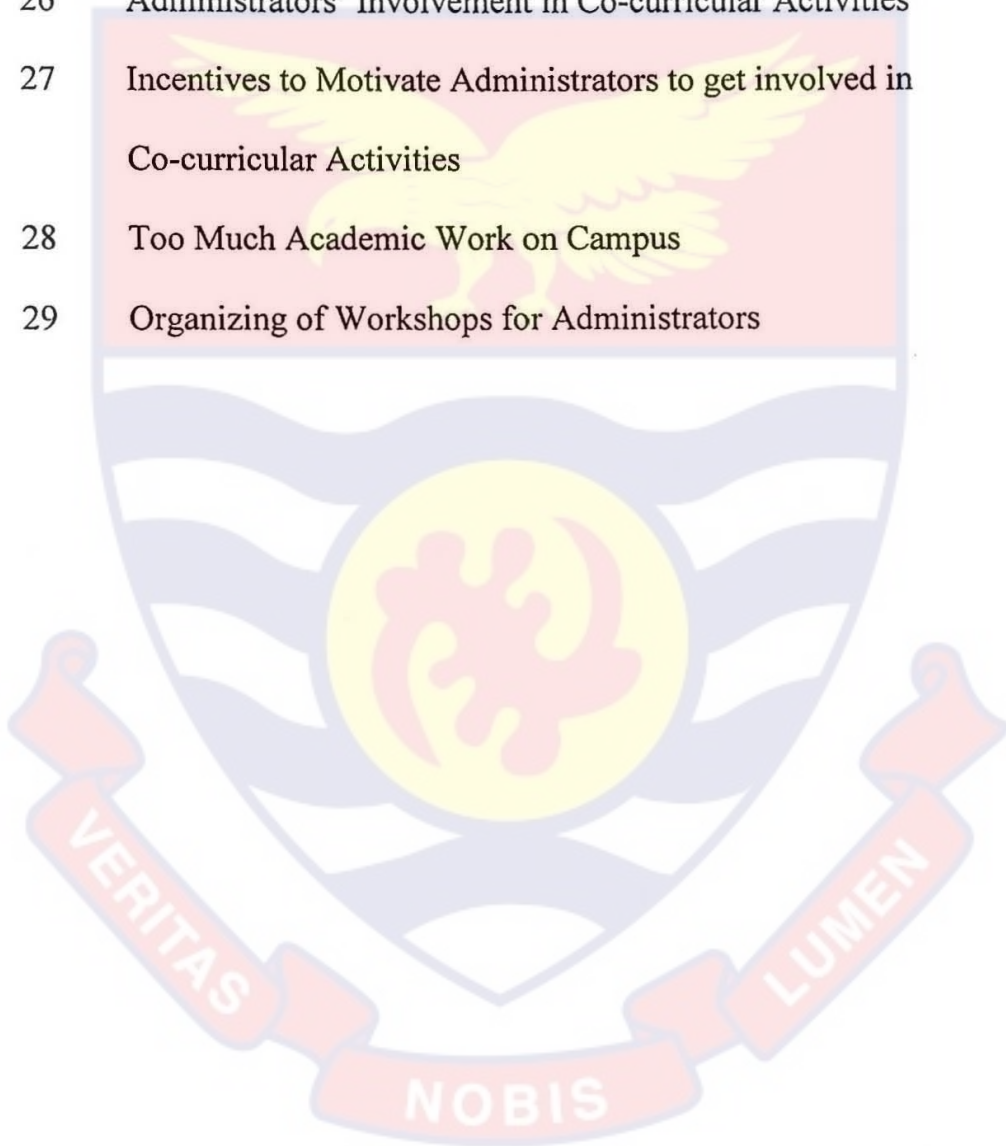 26 Administrators' Involvement in Co-curricular Activities
27 Incentives to Motivate Administrators to get involved in
Co-curricular Activities
28 Too Much Academic Work on Campus
29 Organizing of Workshops for Administrators
VERITAS
NOBIS
LUMEN